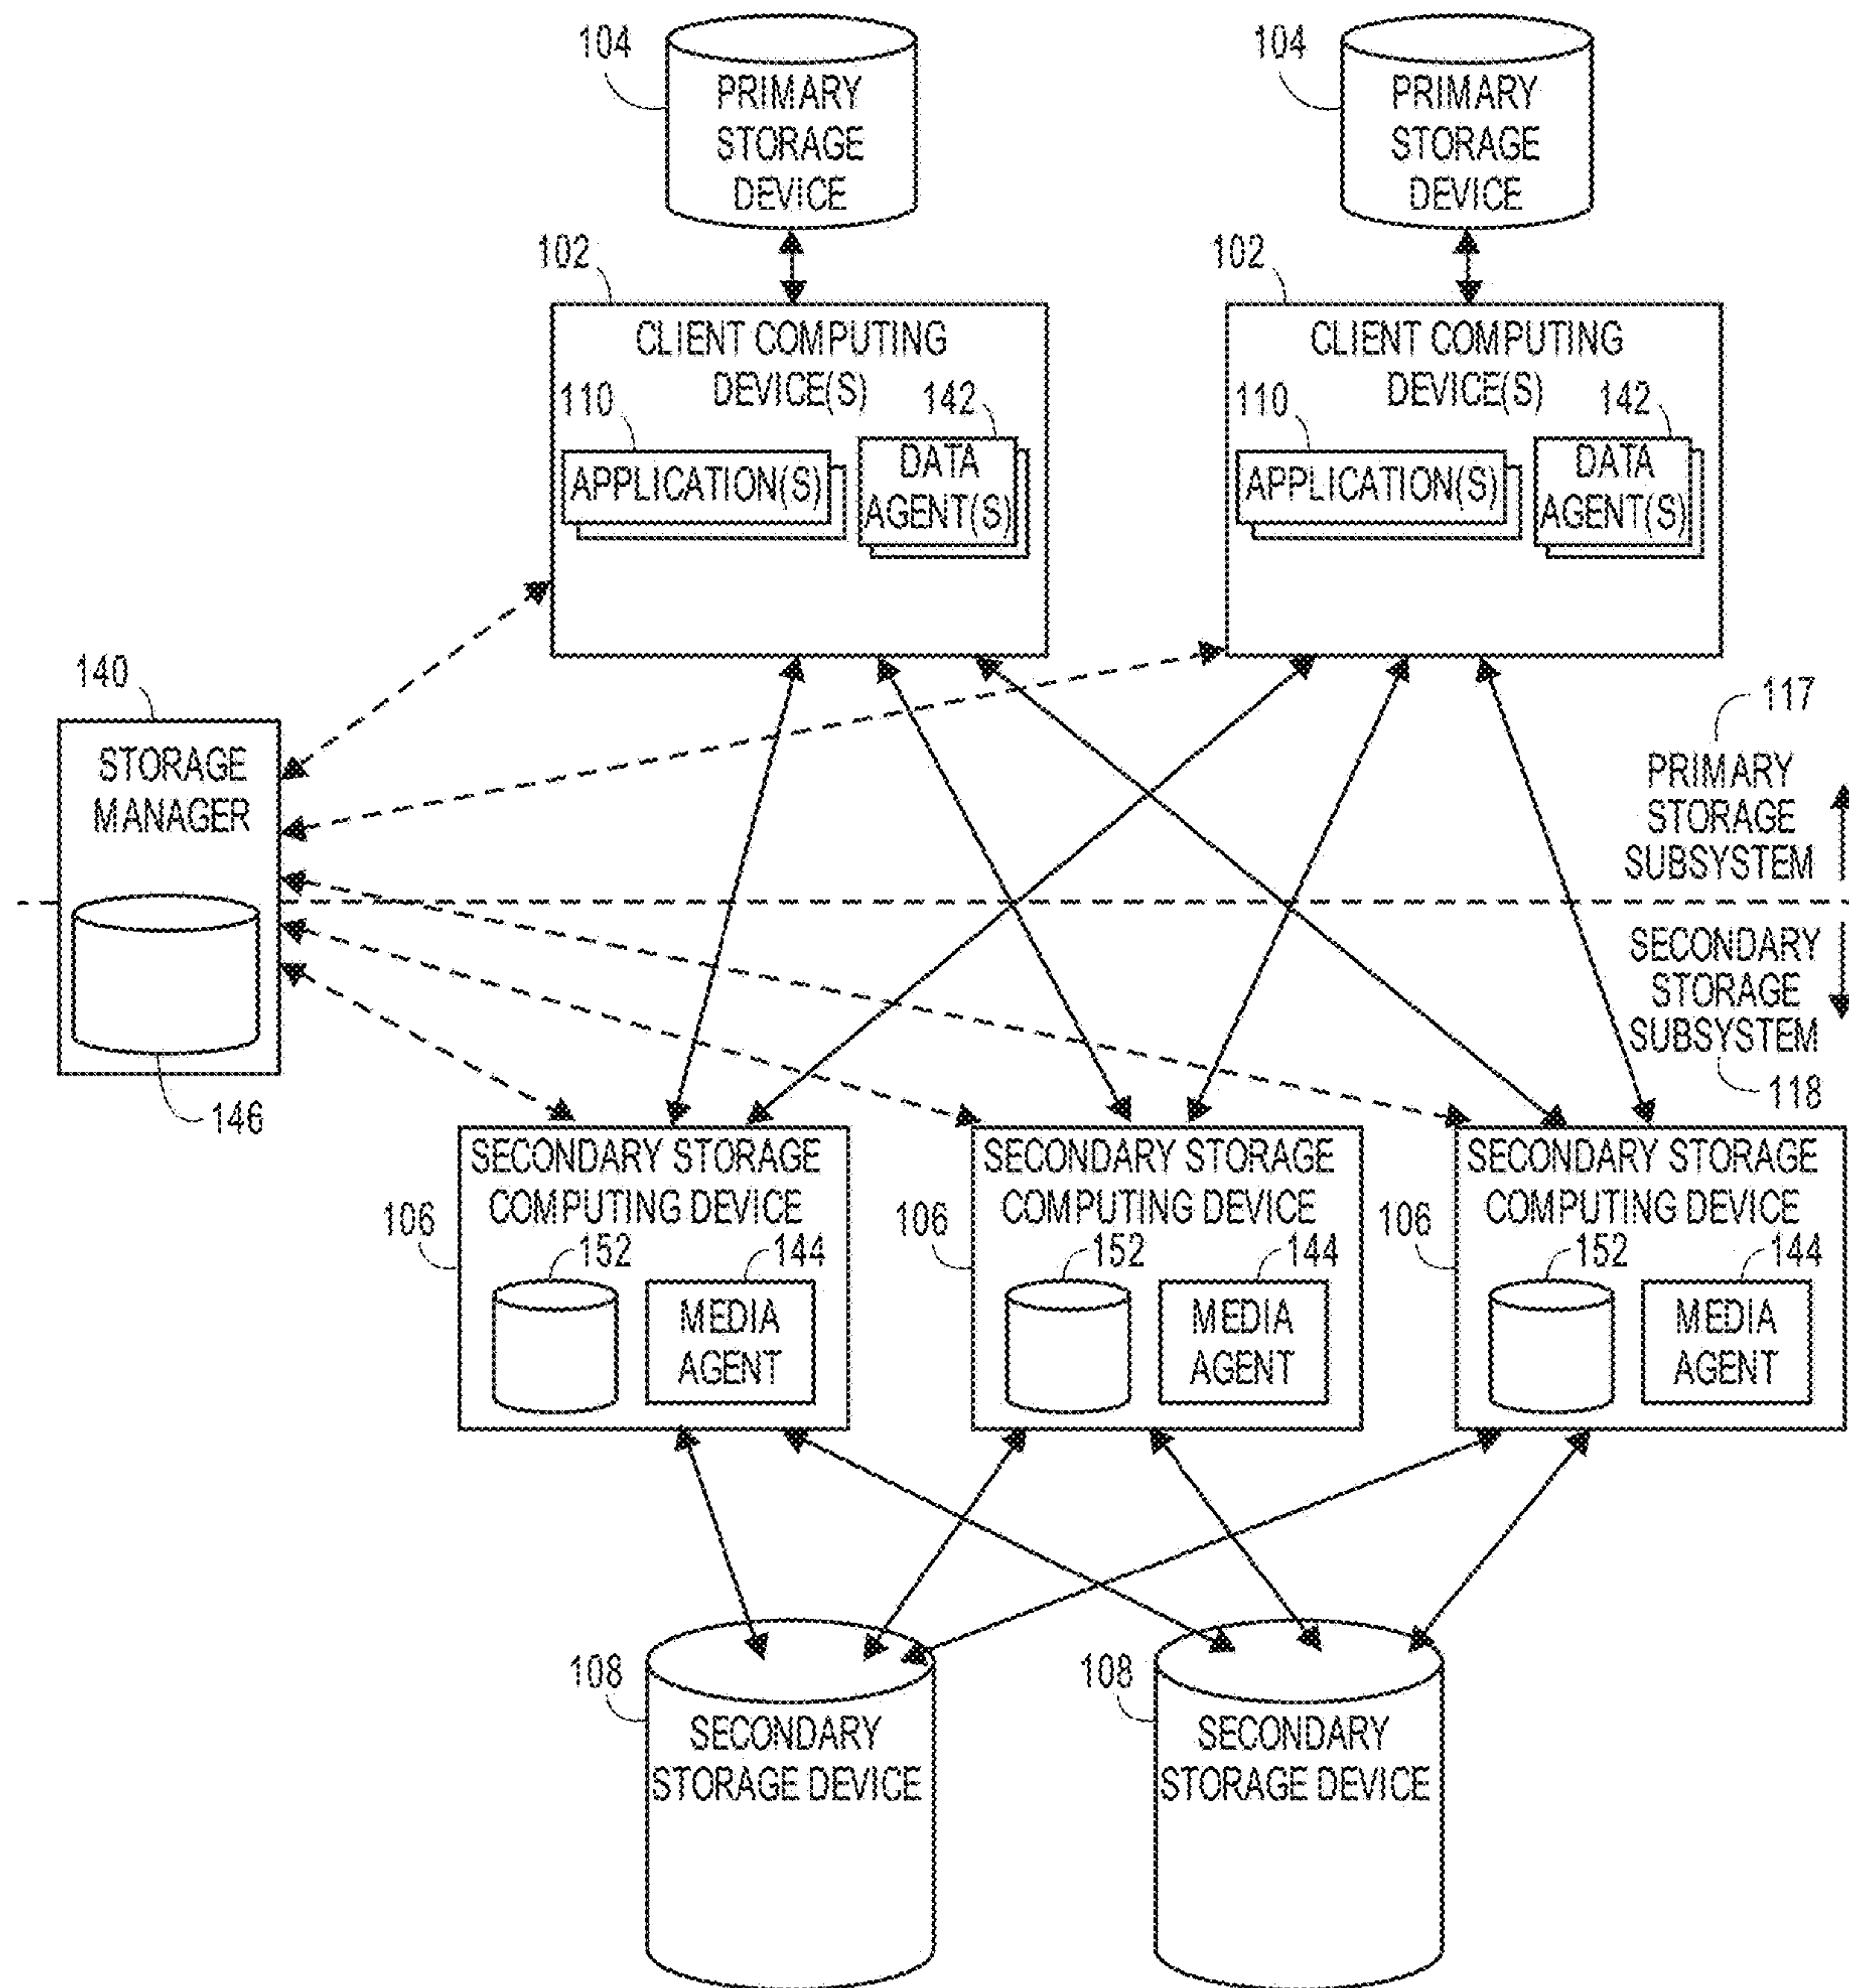 104
PRIMARY
STORAGE
DEVICE
104
PRIMARY
STORAGE
DEVICE
102
CLIENT COMPUTING
DEVICE(S)
110
142
APPLICATION(S)
DATA
AGENT(S)
102
CLIENT COMPUTING
DEVICE(S)
110
142
APPLICATION(S)
DATA
AGENT(S)
140
STORAGE
MANAGER
146
117
PRIMARY
STORAGE
SUBSYSTEM
SECONDARY
STORAGE
SUBSYSTEM
118
106
SECONDARY STORAGE
COMPUTING DEVICE
152
144
MEDIA
AGENT
106
SECONDARY STORAGE
COMPUTING DEVICE
152
144
MEDIA
AGENT
106
SECONDARY STORAGE
COMPUTING DEVICE
152
144
MEDIA
AGENT
108
SECONDARY
STORAGE DEVICE
108
SECONDARY
STORAGE DEVICE